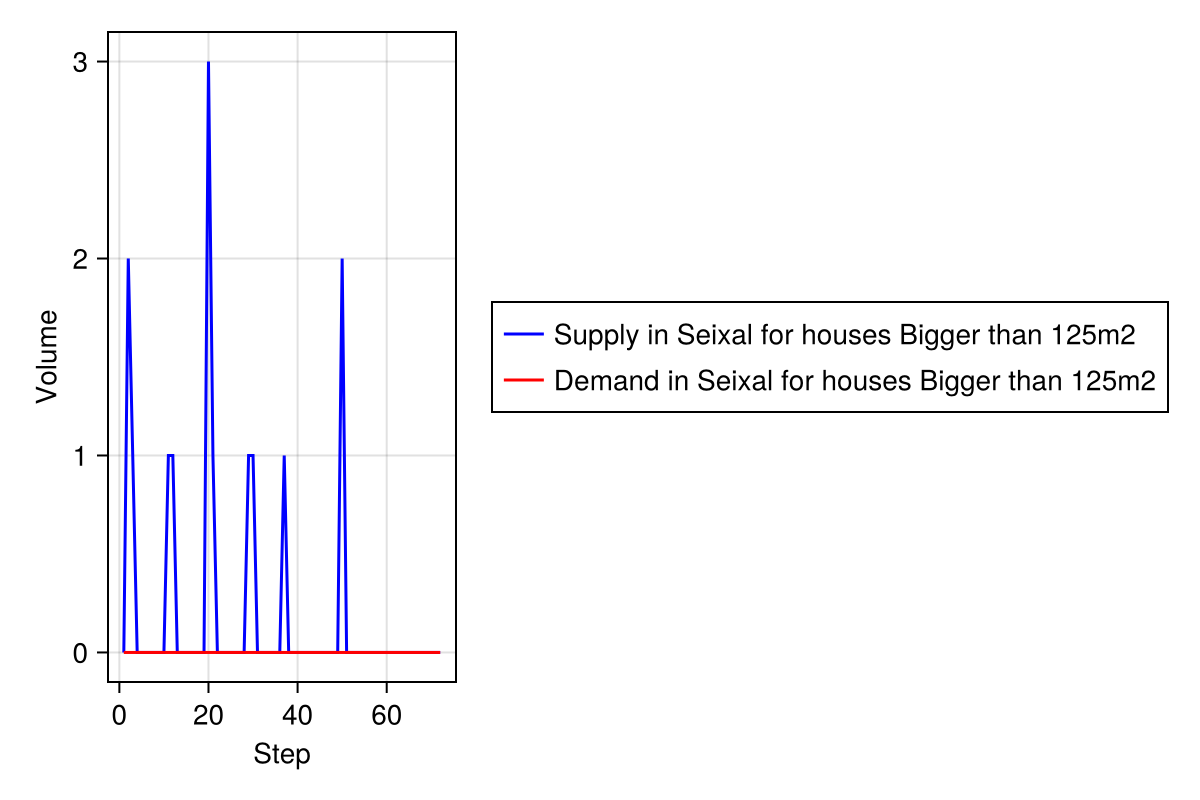 3
2
1
0
Volume
0 20 40 60
Step
Supply in Seixal for houses Bigger than 125m2
Demand in Seixal for houses Bigger than 125m2